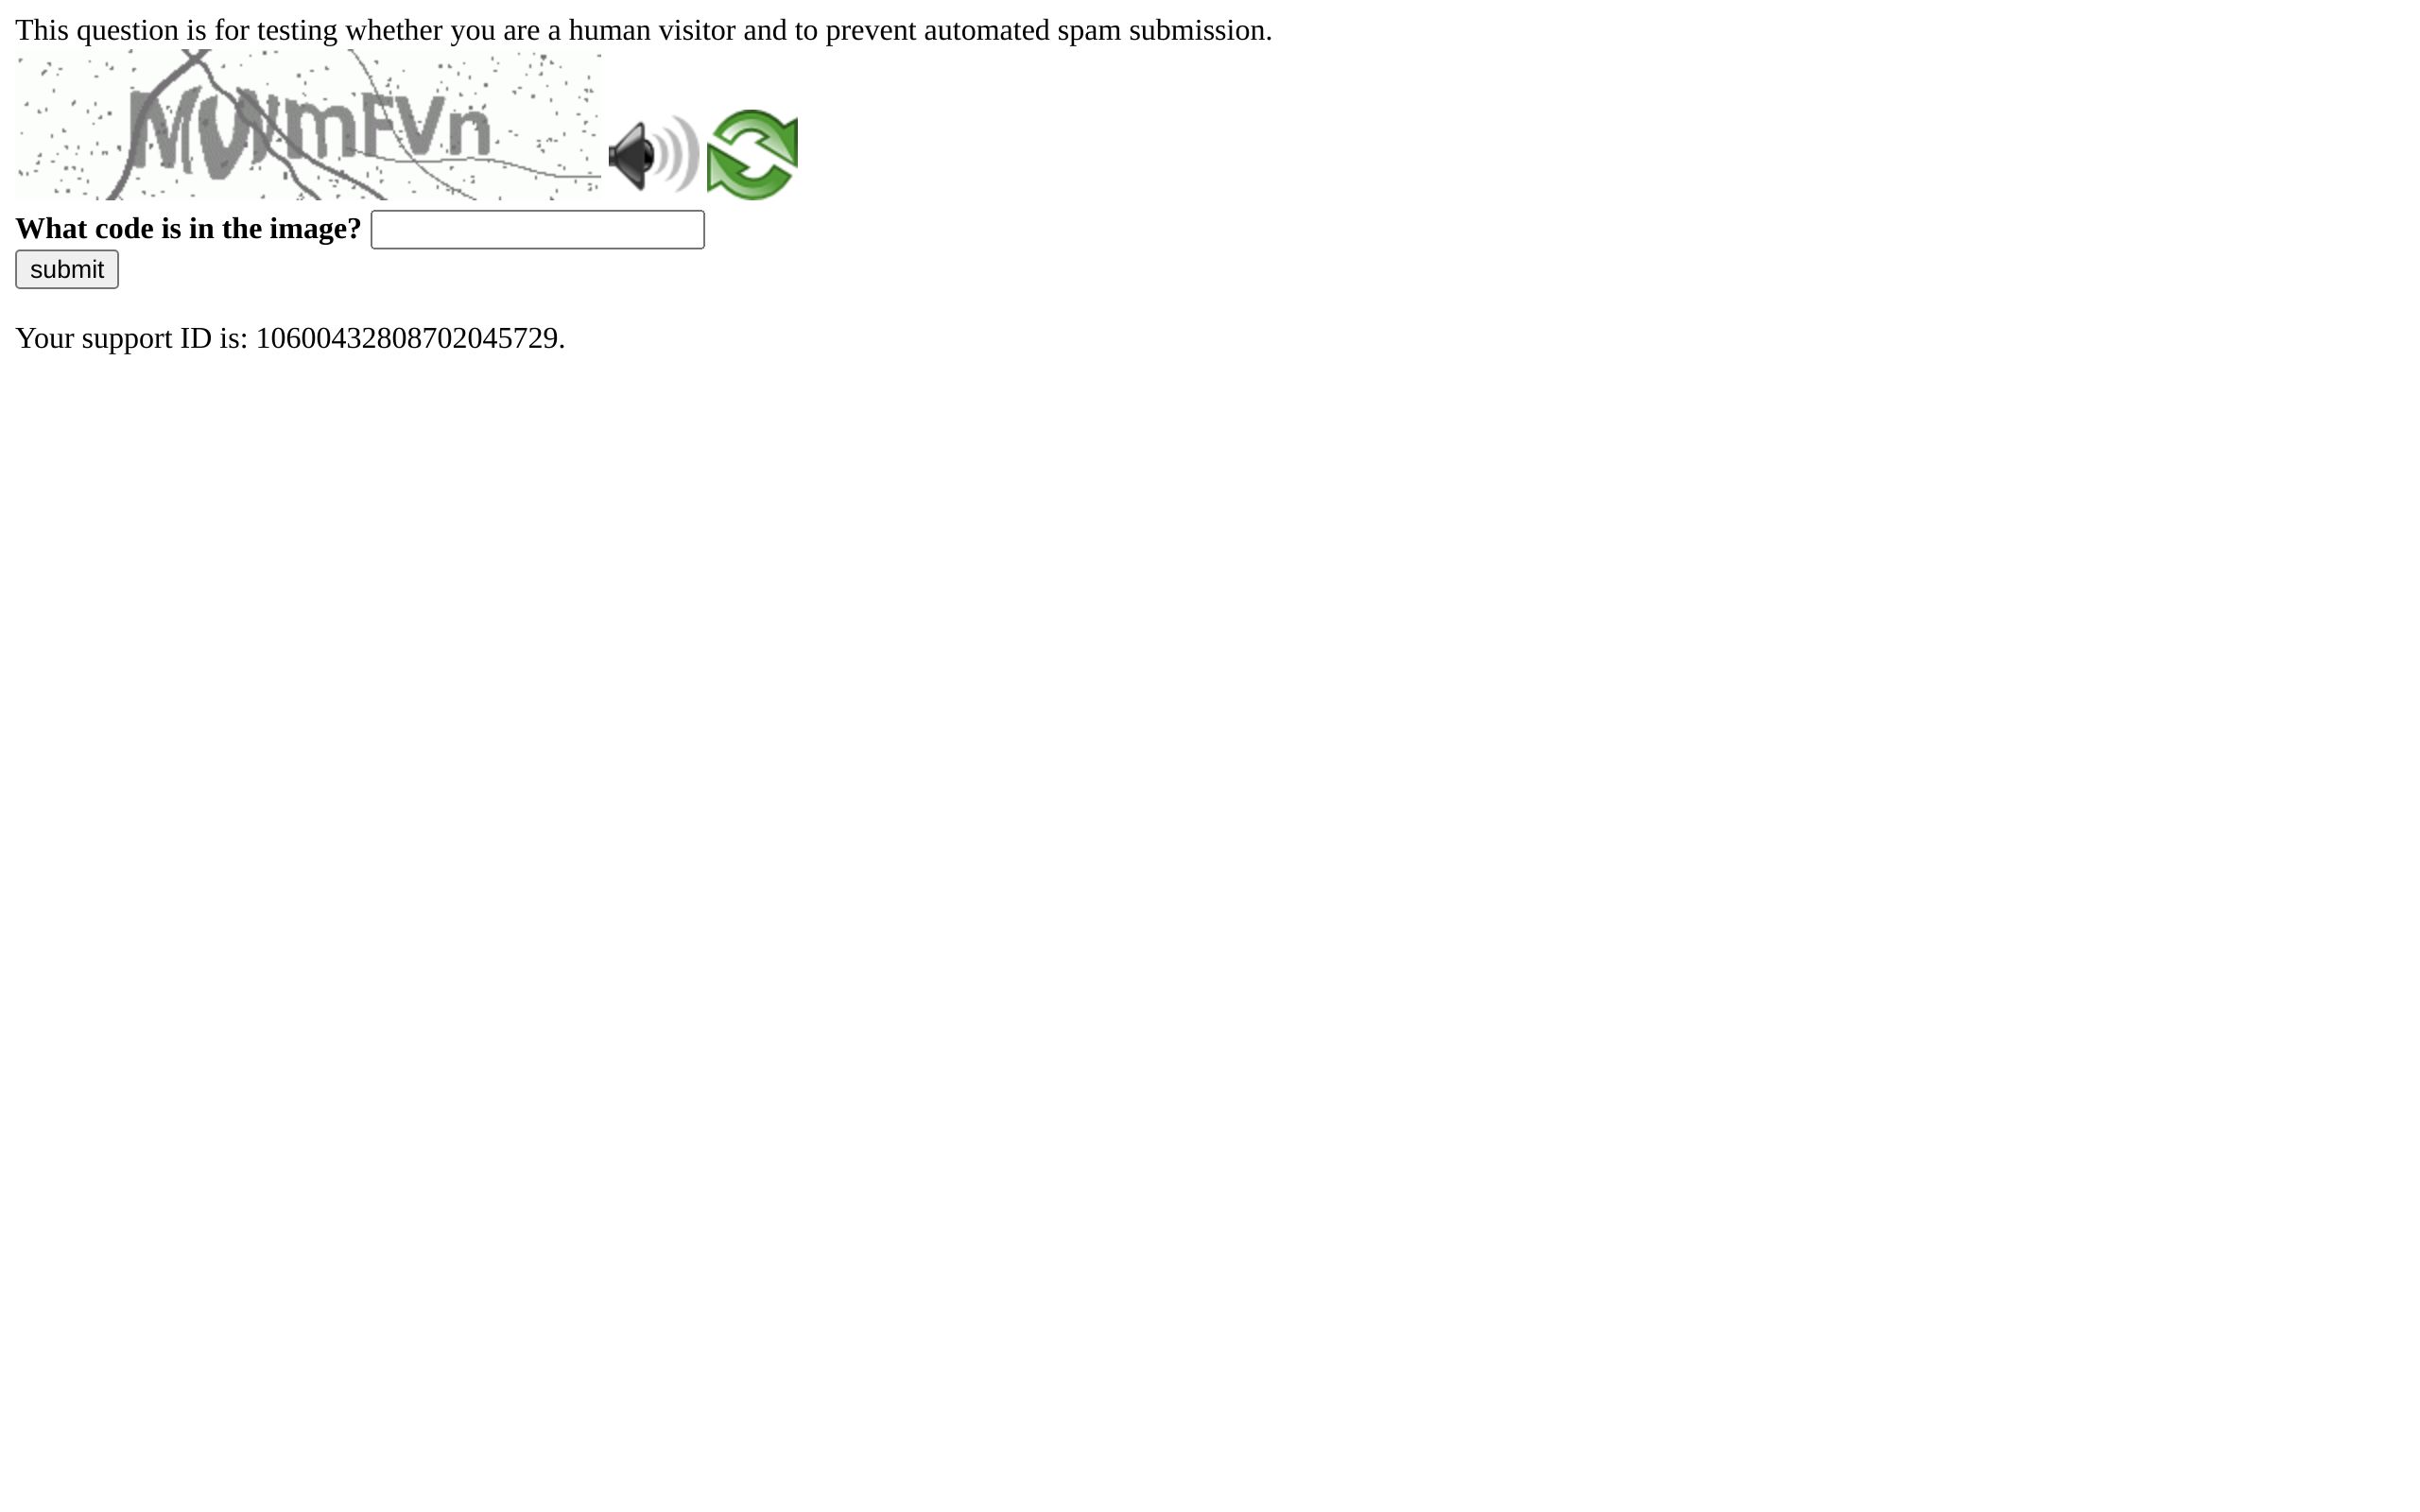 This question is for testing whether you are a human visitor and to prevent automated spam submission.
What code is in the image?
submit
Your support ID is: 10600432808702045729.